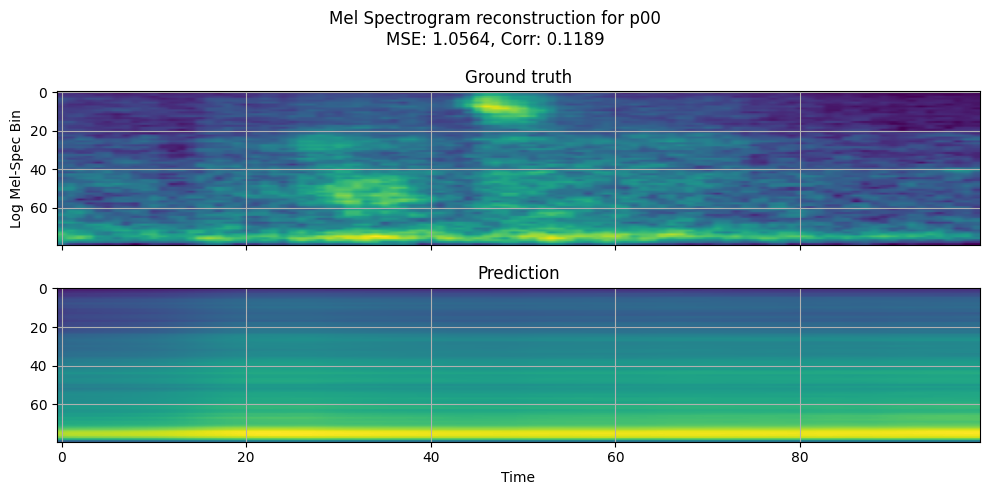 Mel Spectrogram reconstruction for p00
MSE: 1.0564, Corr: 0.1189
Ground truth
Log Mel-Spec Bin
0
20
40
60
Prediction
0
20
40
60
0 20 40 60 80
Time